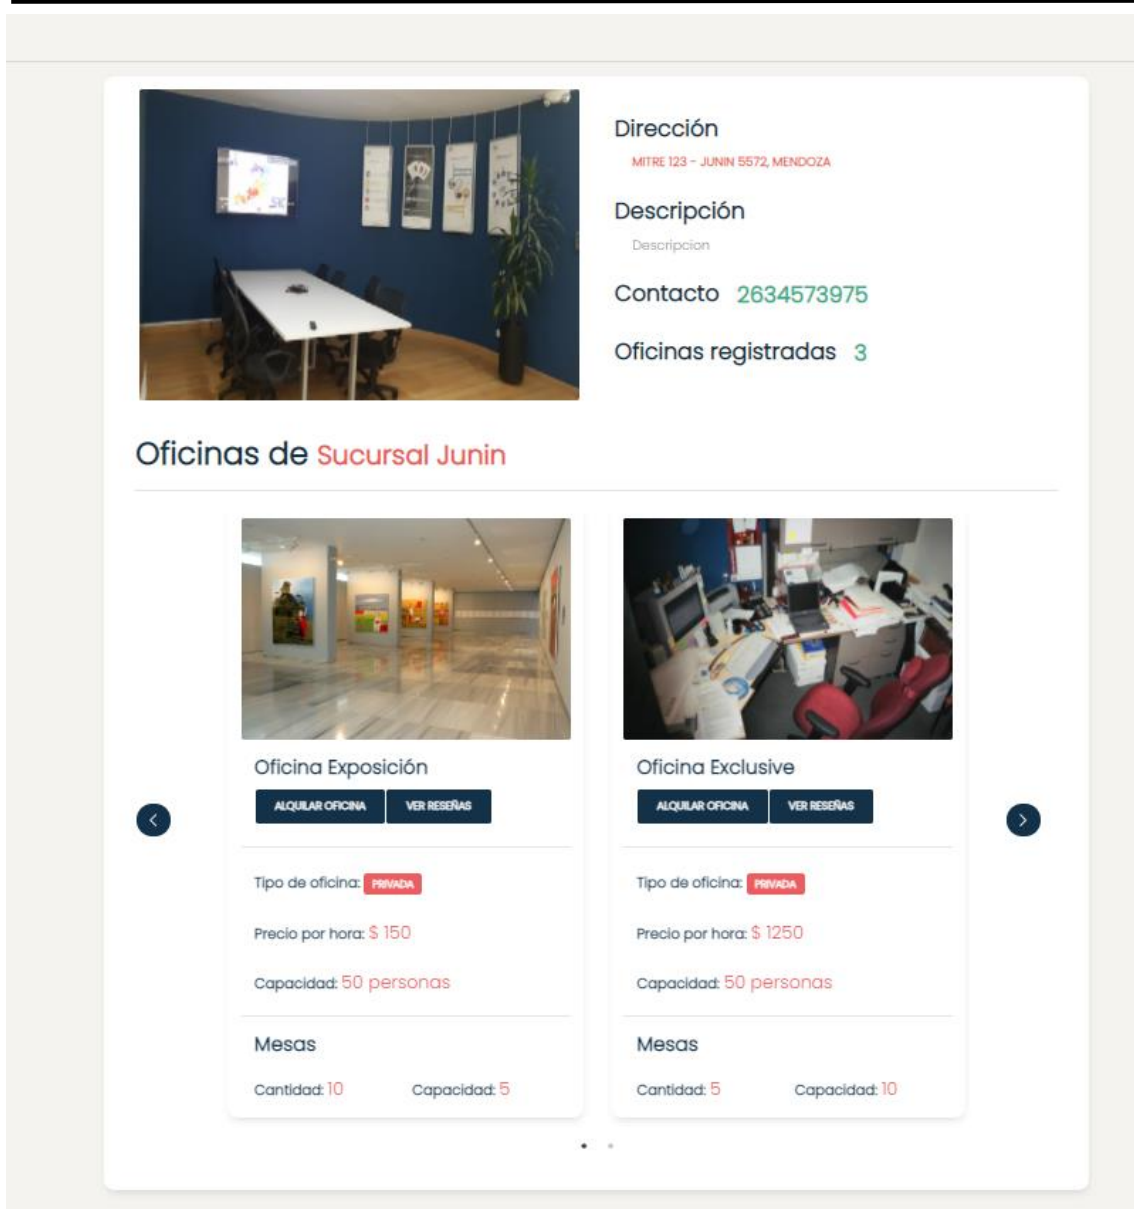 Dirección
MITRE 123 - JUNIN 5572, MENDOZA
Descripción
Descripcion
Contacto 2634573975
Oficinas registradas 3
Oficinas de Sucursal Junin
Oficina Exposición
ALQUILAR OFICINA VER RESEÑAS
Tipo de oficina: PRIVADA
Precio por hora: $ 150
Capacidad: 50 personas
Mesas
Cantidad: 10 Capacidad: 5
Oficina Exclusive
ALQUILAR OFICINA VER RESEÑAS
Tipo de oficina: PRIVADA
Precio por hora: $ 1250
Capacidad: 50 personas
Mesas
Cantidad: 5 Capacidad: 10